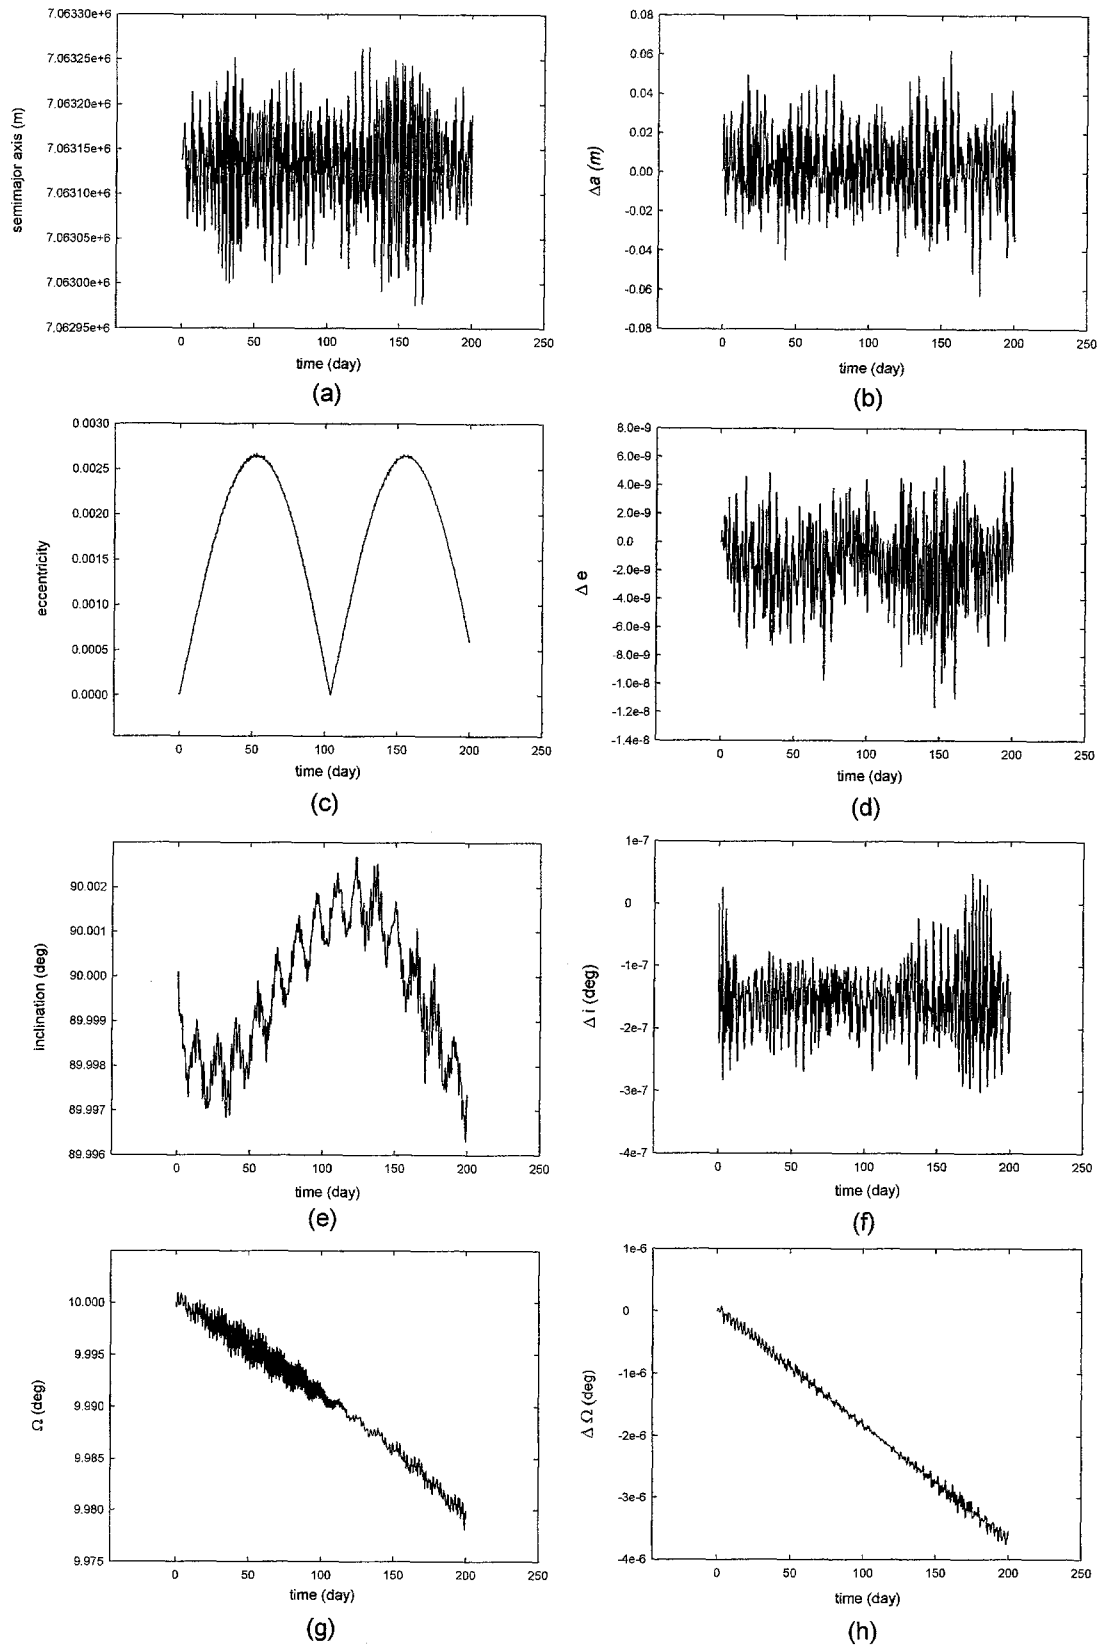 7.06330e+6
7.06325e+6
7.06320e+6
7.06315e+6
7.06310e+6
7.06305e+6
7.06300e+6
7.06295e+6
semimajor axis (m)
0 50 100 150 200 250
time (day)
(a)
0.08
0.06
0.04
0.02
0.00
-0.02
-0.04
-0.06
-0.08
Δa (m)
0 50 100 150 200 250
time (day)
(b)
0.0030
0.0025
0.0020
0.0015
0.0010
0.0005
0.0000
eccentricity
0 50 100 150 200 250
time (day)
(c)
8.0e-9
6.0e-9
4.0e-9
2.0e-9
0.0
-2.0e-9
-4.0e-9
-6.0e-9
-8.0e-9
-1.0e-8
-1.2e-8
-1.4e-8
Δ e
0 50 100 150 200 250
time (day)
(d)
90.002
90.001
90.000
89.999
89.998
89.997
89.996
inclination (deg)
0 50 100 150 200 250
time (day)
(e)
1e-7
0
-1e-7
-2e-7
-3e-7
-4e-7
Δ i (deg)
0 50 100 150 200 250
time (day)
(f)
10.000
9.995
9.990
9.985
9.980
9.975
Ω (deg)
0 50 100 150 200 250
time (day)
(g)
1e-6
0
-1e-6
-2e-6
-3e-6
-4e-6
Δ Ω (deg)
0 50 100 150 200 250
time (day)
(h)